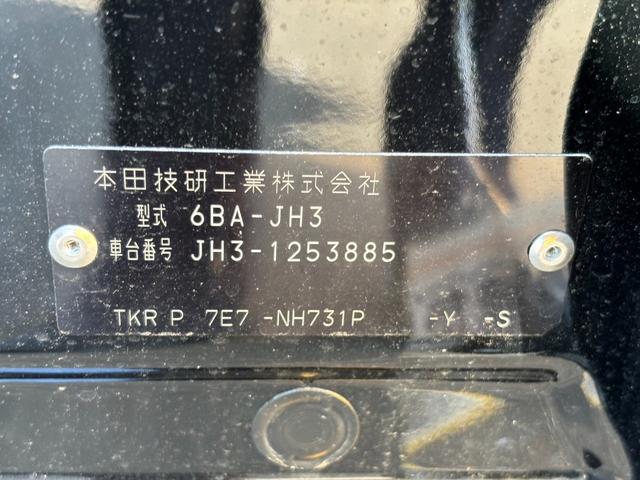 本田技研工業株式会社
型式 6BA-JH3
車台番号 JH3-1253885
TKR P 7E7 -NH731P -Y -S